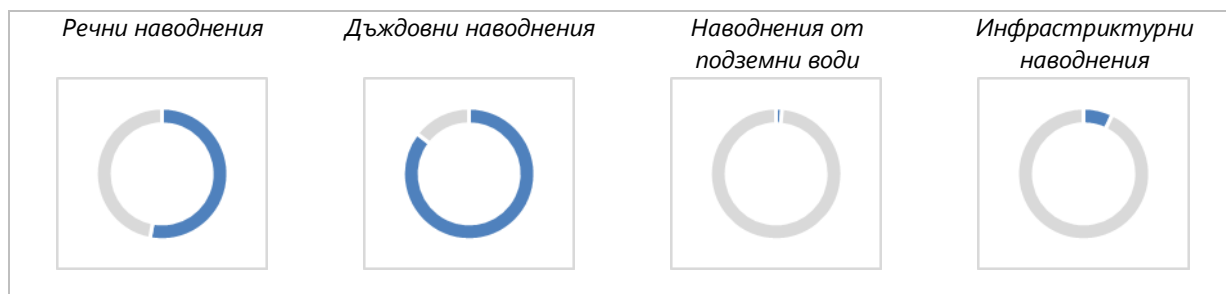 Речни наводнения
Дъждовни наводнения
Наводнения от
подземни води
Инфраструктурни
наводнения